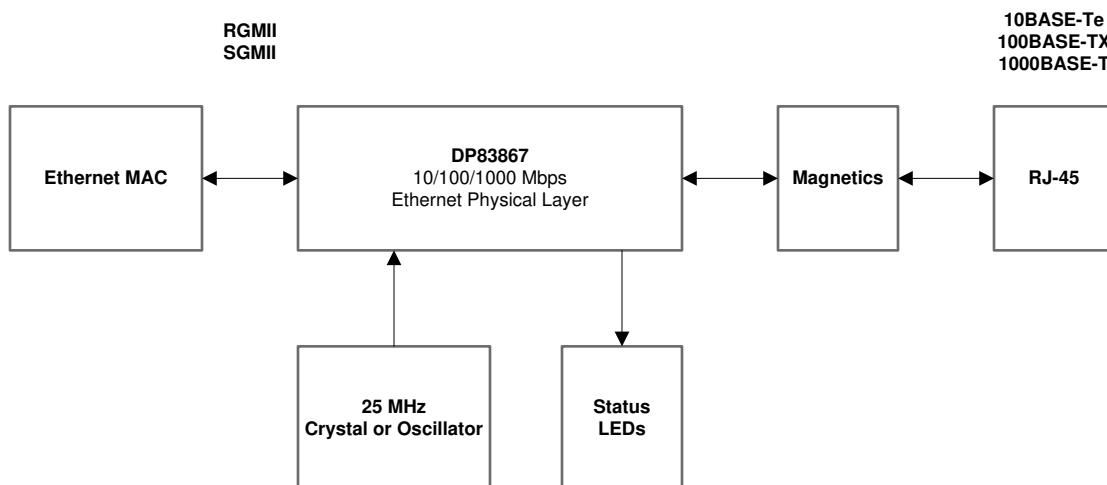 RGMII
SGMII
10BASE-Te
100BASE-TX
1000BASE-T
Ethernet MAC
DP83867
10/100/1000 Mbps
Ethernet Physical Layer
Magnetics
RJ-45
25 MHz
Crystal or Oscillator
Status
LEDs